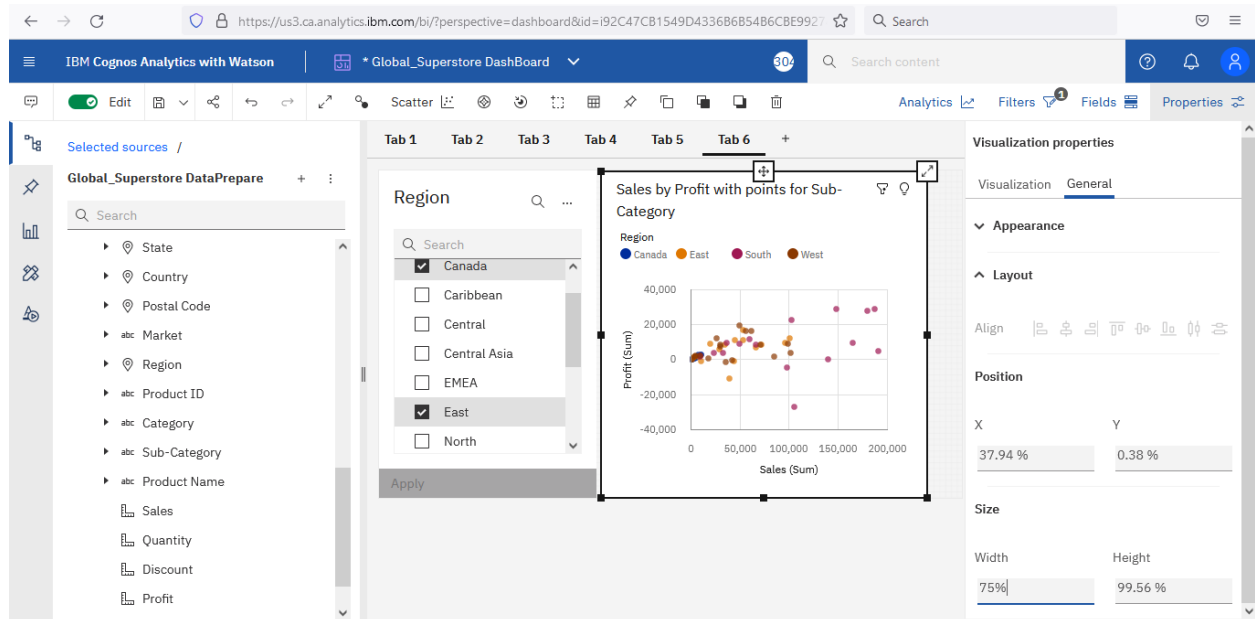 https://us3.ca.analytics.ibm.com/bi/?perspective=dashboard&id=i92C47CB1549D4336B6B54B6CBE9927
Search
IBM Cognos Analytics with Watson
* Global_Superstore DashBoard
304
Search content
Edit
Scatter
Analytics
Filters
1
Fields
Properties
Selected sources /
Global_Superstore DataPrepare
Search
State
Country
Postal Code
abc Market
Region
abc Product ID
abc Category
abc Sub-Category
abc Product Name
Sales
Quantity
Discount
Profit
Tab 1
Tab 2
Tab 3
Tab 4
Tab 5
Tab 6
+
Region
Search
Canada
Caribbean
Central
Central Asia
EMEA
East
North
Apply
Sales by Profit with points for Sub-
Category
Region
Canada East South West
Profit (Sum)
40,000
20,000
0
-20,000
-40,000
0 50,000 100,000 150,000 200,000
Sales (Sum)
Visualization properties
Visualization General
Appearance
Layout
Align
Position
X Y
37.94 % 0.38 %
Size
Width Height
75% 99.56 %